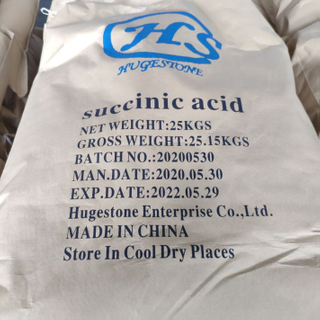 HS
HUGESTONE
succinic acid
NET WEIGHT:25KGS
GROSS WEIGHT:25.15KGS
BATCH NO.:20200530
MAN.DATE:2020.05.30
EXP.DATE:2022.05.29
Hugestone Enterprise Co.,Ltd.
MADE IN CHINA
Store In Cool Dry Places